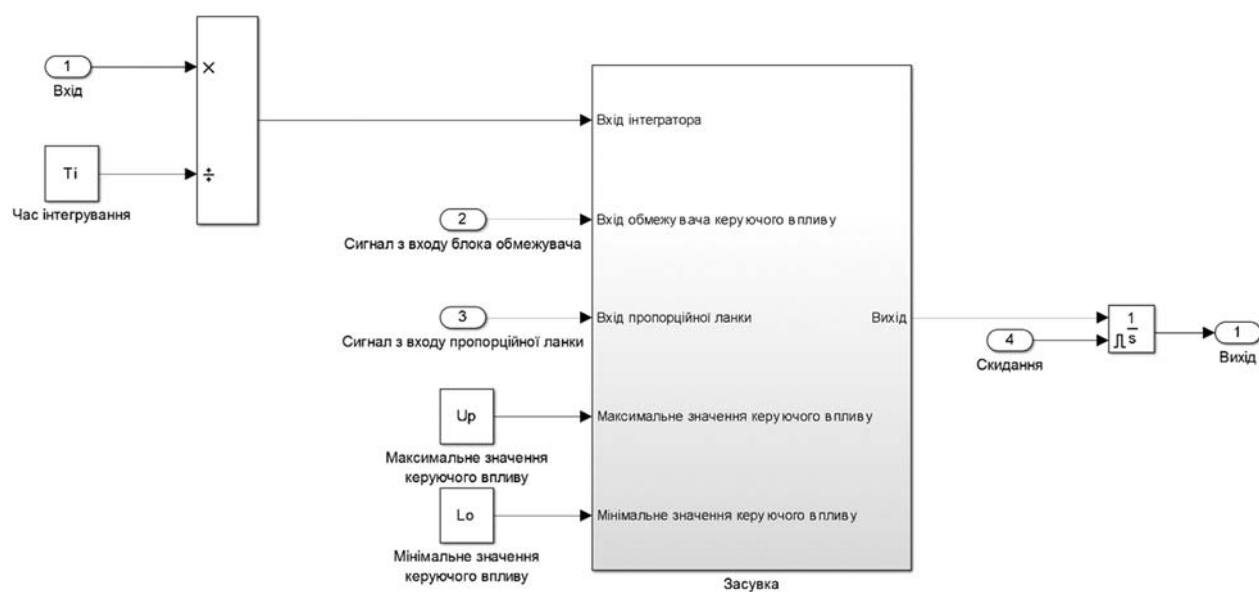 1
×
Вхід
Вхід інтегратора
Ti
÷
Час інтегрування
2
Вхід обмежувача керуючого впливу
Сигнал з входу блока обмежувача
3
Вхід пропорційної ланки
Вихід
1
s
4
1
Сигнал з входу пропорційної ланки
Скидання
Вихід
Up
Максимальне значення керуючого впливу
Максимальне значення
керуючого впливу
Lo
Мінімальне значення керуючого впливу
Мінімальне значення
керуючого впливу
Засувка